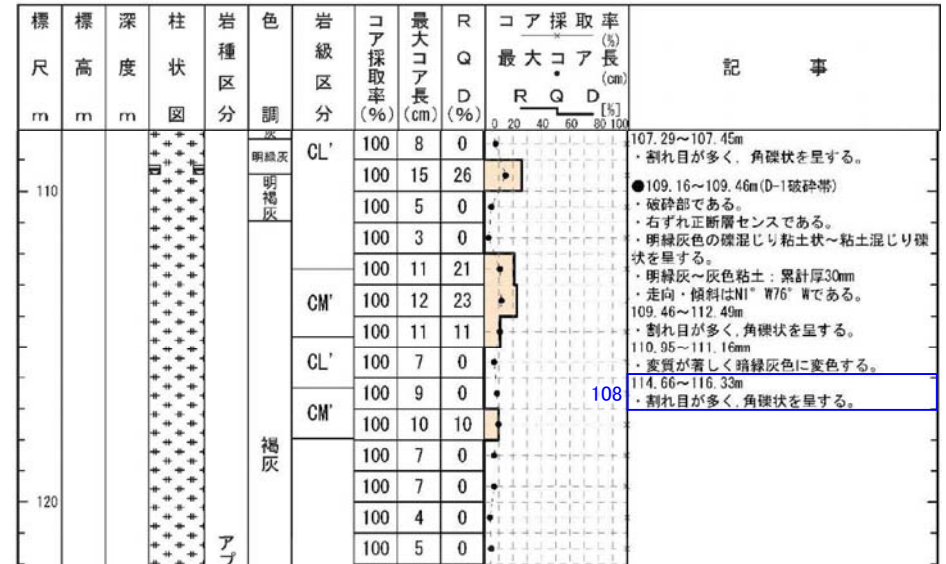 標尺 m
標高 m
深度 m
柱状図
岩種区分
色調
岩級区分
コア採取率(%)
最大コア長(cm)
RQD(%)
コア採取率(%)
最大コア長(cm)
RQD[%]
0 20 40 60 80 100
記事
灰
明緑灰
明褐灰
褐灰
CL'
CM'
CL'
CM'
アプ
110
120
100 8 0
100 15 26
100 5 0
100 3 0
100 11 21
100 12 23
100 11 11
100 7 0
100 9 0
100 10 10
100 7 0
100 7 0
100 4 0
100 5 0
107.29～107.45m
・割れ目が多く、角礫状を呈する。
●109.16～109.46m(D-1破砕帯)
・破砕部である。
・右ずれ正断層センスである。
・明緑灰色の礫混じり粘土状～粘土混じり礫
状を呈する。
・明緑灰～灰色粘土：累計厚30mm
・走向・傾斜はN1°W76°Wである。
109.46～112.49m
・割れ目が多く、角礫状を呈する。
110.95～111.16mm
・変質が著しく暗緑灰色に変色する。
108
114.66～116.33m
・割れ目が多く、角礫状を呈する。